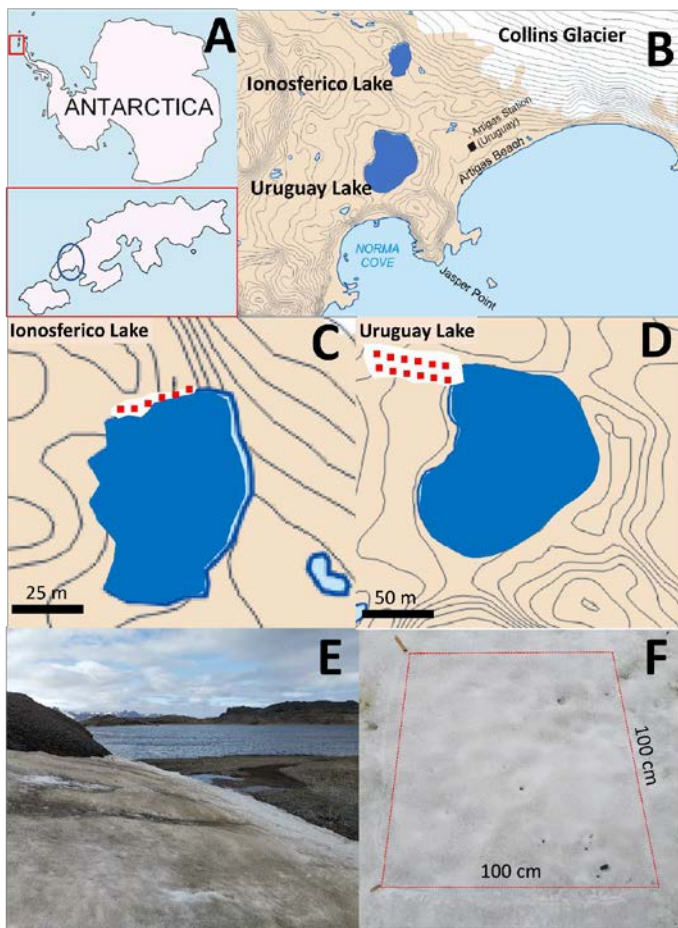 A
ANTARCTICA
B
Collins Glacier
Ionosferico Lake
Artigas Station
(Uruguay)
Artigas Beach
Uruguay Lake
NORMA
COVE
Jasper Point
Ionosferico Lake
C
25 m
Uruguay Lake
D
50 m
E
F
100 cm
100 cm